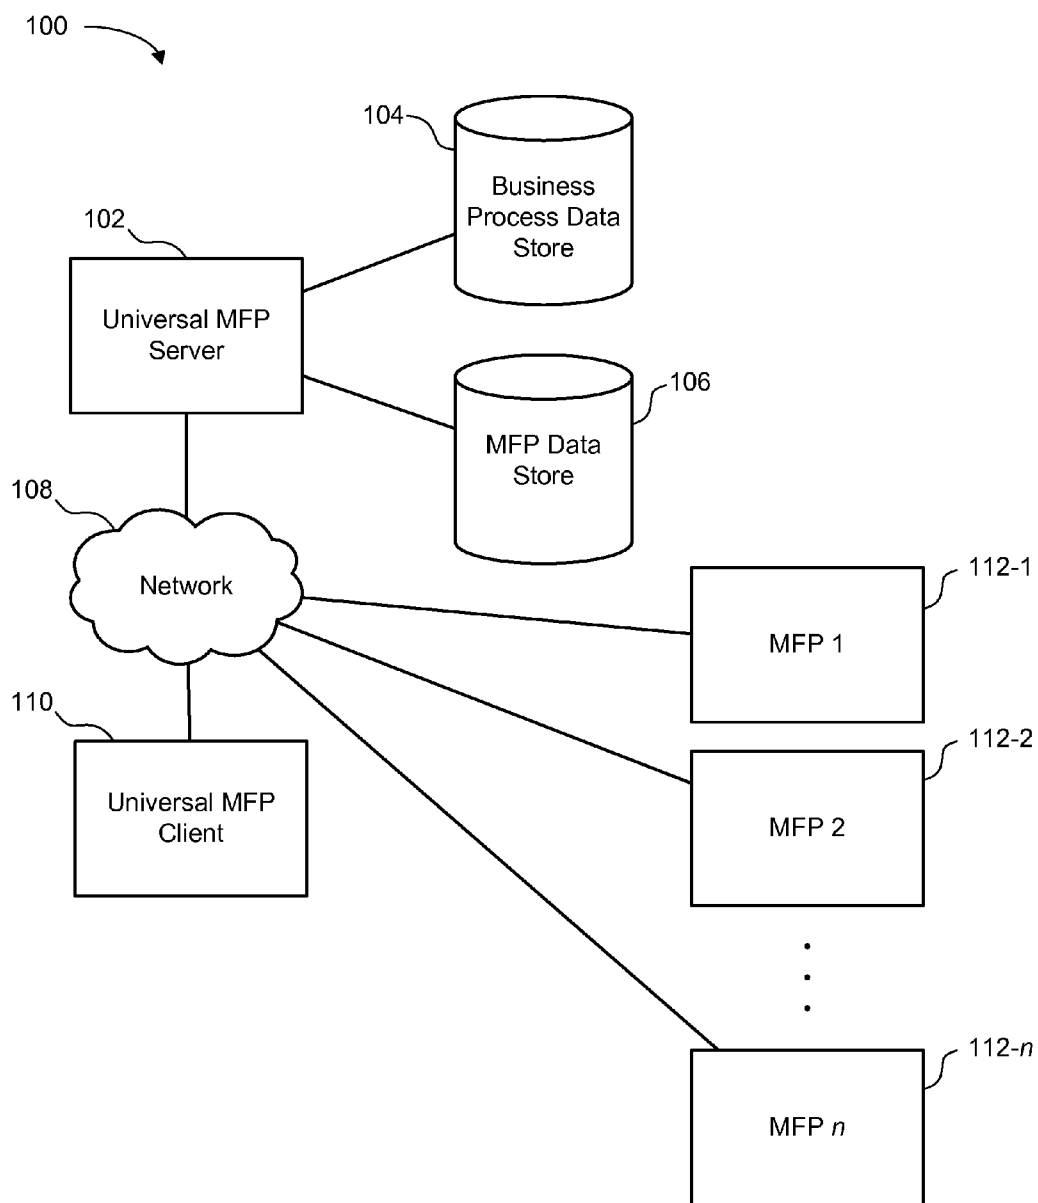 100
104
Business
Process Data
Store
102
Universal MFP
Server
106
MFP Data
Store
108
Network
112-1
MFP 1
110
Universal MFP
Client
112-2
MFP 2
112-n
MFP n